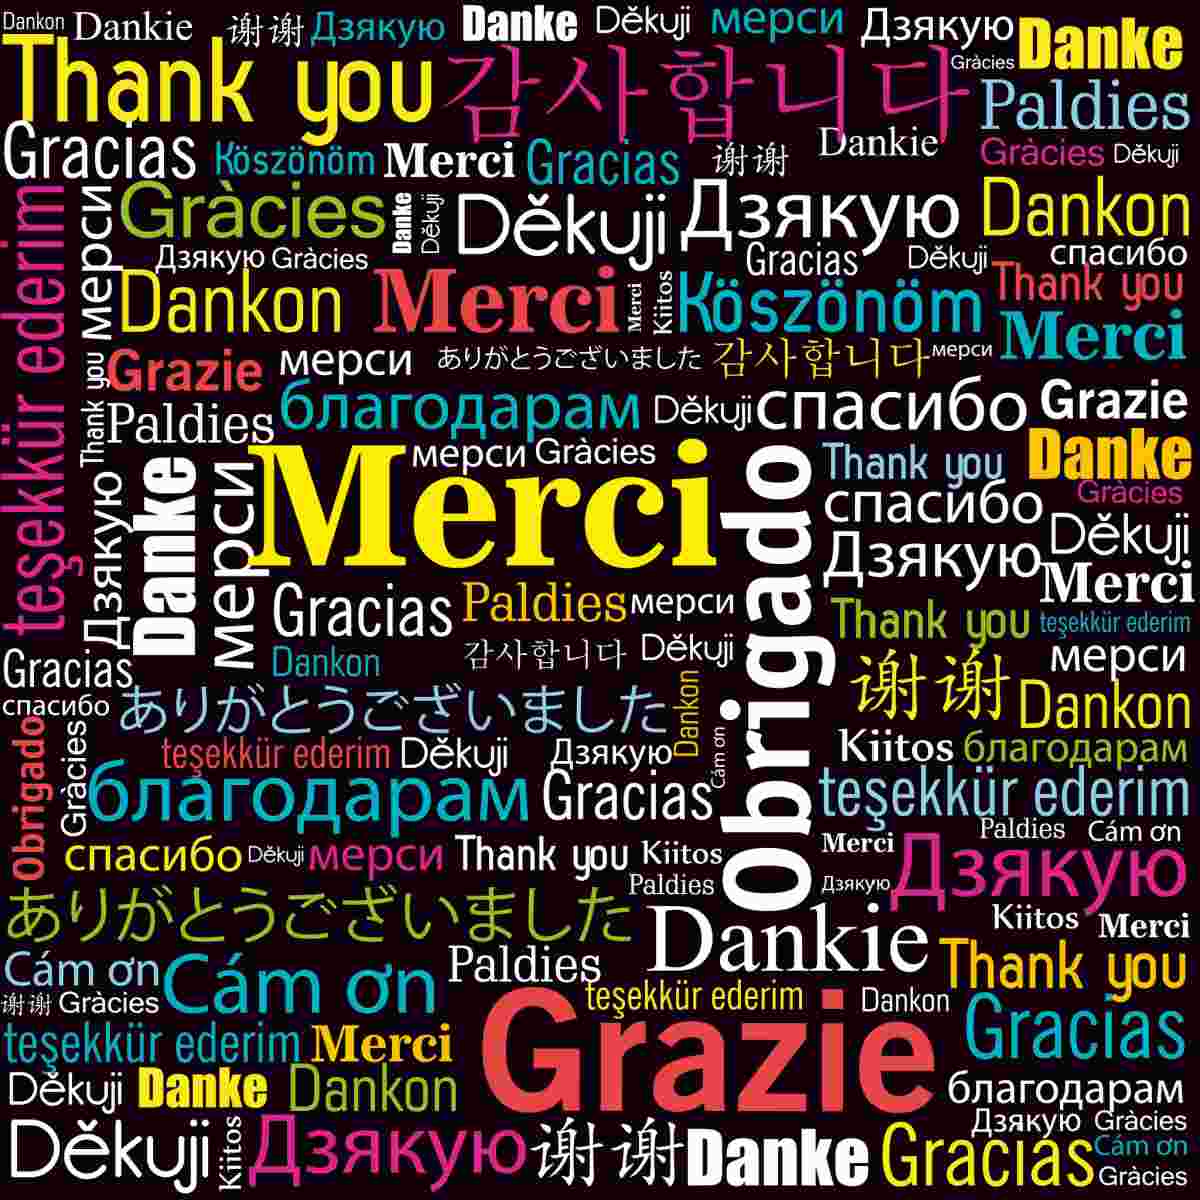 Dankon
Dankie
谢谢
Дзякую
Danke
Děkuji
мерси
Дзякую
Danke
Thank you
감사합니다
Gràcies
Paldies
Gracias
Köszönöm
Merci
Gracias
谢谢
Dankie
Gràcies
Děkuji
teşekkür ederim
мерси
Gràcies
Danke
Děkuji
Děkuji
Дзякую
Dankon
Дзякую
Gràcies
Gracias
Děkuji
спасибо
Dankon
Merci
Merci
Kiitos
Köszönöm
Thank you
Merci
Thank you
Grazie
мерси
ありがとうございました
감사합니다
мерси
Paldies
благодарам
Děkuji
спасибо
Grazie
Дзякую
Danke
мерси
Merci
мерси
Gràcies
Obrigado
Thank you
Danke
спасибо
Gràcies
Дзякую
Děkuji
Merci
Gracias
Paldies
мерси
Thank you
teşekkür ederim
감사합니다
Děkuji
мерси
Gracias
Dankon
谢谢
Dankon
спасибо
ありがとうございました
Dankon
Obrigado
Gràcies
teşekkür ederim
Děkuji
Дзякую
Cám ơn
Kiitos
благодарам
благодарам
Gracias
teşekkür ederim
Paldies
Cám ơn
спасибо
Děkuji
мерси
Thank you
Kiitos
Merci
Дзякую
Paldies
Дзякую
ありがとうございました
Dankie
Kiitos
Merci
Cám ơn
Cám ơn
Paldies
Thank you
谢谢
Gràcies
teşekkür ederim
Dankon
Gracias
teşekkür ederim
Merci
Grazie
Děkuji
Danke
Dankon
благодарам
Дзякую
Gràcies
Děkuji
Kiitos
Дзякую
谢谢
Danke
Gracias
Cám ơn
Gràcies